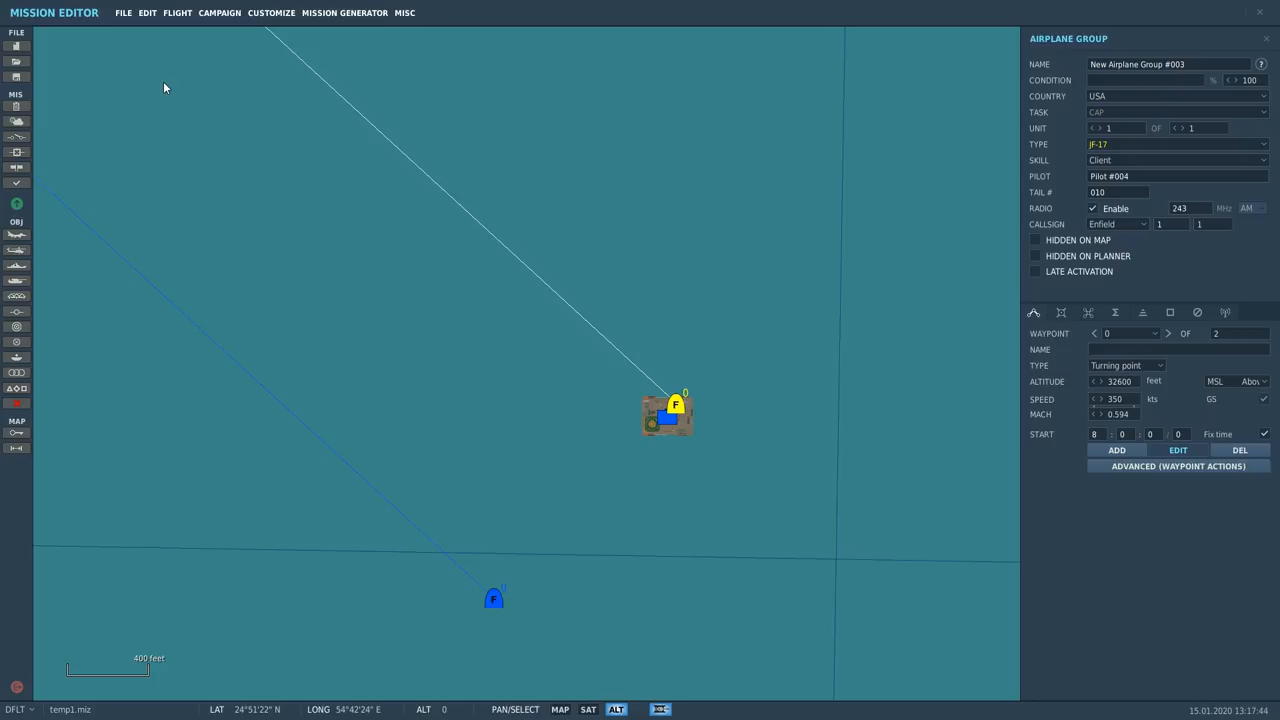 MISSION EDITOR FILE EDIT FLIGHT CAMPAIGN CUSTOMIZE MISSION GENERATOR MISC
FILE
MIS
OBJ
MAP
0
F
0
F
400 feet
AIRPLANE GROUP
NAME New Airplane Group #003 ?
CONDITION % < > 100
COUNTRY USA
TASK CAP
UNIT < > 1 OF < > 1
TYPE JF-17
SKILL Client
PILOT Pilot #004
TAIL # 010
RADIO Enable 243 MHz AM
CALLSIGN Enfield 1 1
HIDDEN ON MAP
HIDDEN ON PLANNER
LATE ACTIVATION
WAYPOINT < 0 > OF 2
NAME
TYPE Turning point
ALTITUDE < > 32600 feet MSL Abov
SPEED < > 350 kts GS
MACH < > 0.594
START 8 : 0 : 0 / 0 Fix time
ADD EDIT DEL
ADVANCED (WAYPOINT ACTIONS)
DFLT temp1.miz LAT 24°51'22" N LONG 54°42'24" E ALT 0 PAN/SELECT MAP SAT ALT 15.01.2020 13:17:44